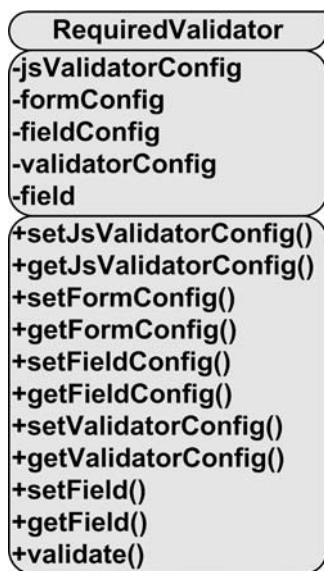 RequiredValidator
-jsValidatorConfig
-formConfig
-fieldConfig
-validatorConfig
-field
+setJsValidatorConfig()
+getJsValidatorConfig()
+setFormConfig()
+getFormConfig()
+setFieldConfig()
+getFieldConfig()
+setValidatorConfig()
+getValidatorConfig()
+setField()
+getField()
+validate()